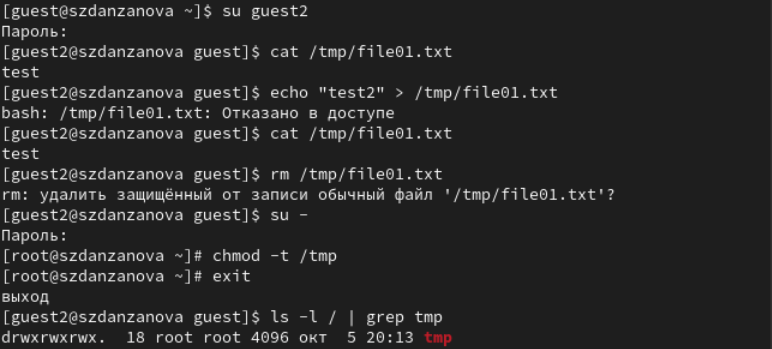 [guest@szdanzanova ~]$ su guest2
Пароль:
[guest2@szdanzanova guest]$ cat /tmp/file01.txt
test
[guest2@szdanzanova guest]$ echo "test2" > /tmp/file01.txt
bash: /tmp/file01.txt: Отказано в доступе
[guest2@szdanzanova guest]$ cat /tmp/file01.txt
test
[guest2@szdanzanova guest]$ rm /tmp/file01.txt
rm: удалить защищённый от записи обычный файл '/tmp/file01.txt'?
[guest2@szdanzanova guest]$ su -
Пароль:
[root@szdanzanova ~]# chmod -t /tmp
[root@szdanzanova ~]# exit
выход
[guest2@szdanzanova guest]$ ls -l / | grep tmp
drwxrwxrwx.  18 root root 4096 окт  5 20:13 tmp